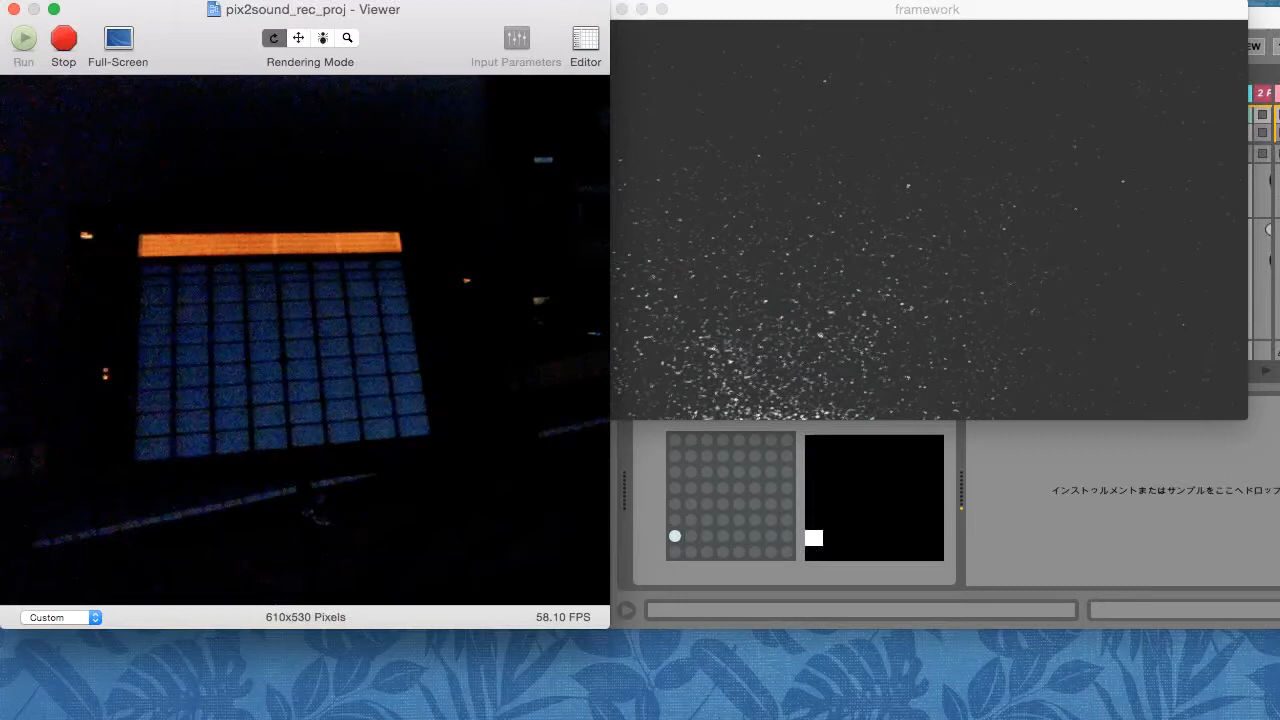 pix2sound_rec_proj - Viewer
framework
Run
Stop
Full-Screen
Rendering Mode
Input Parameters
Editor
EW
2 F
インストゥルメントまたはサンプルをここへドロップ
Custom
610x530 Pixels
58.10 FPS